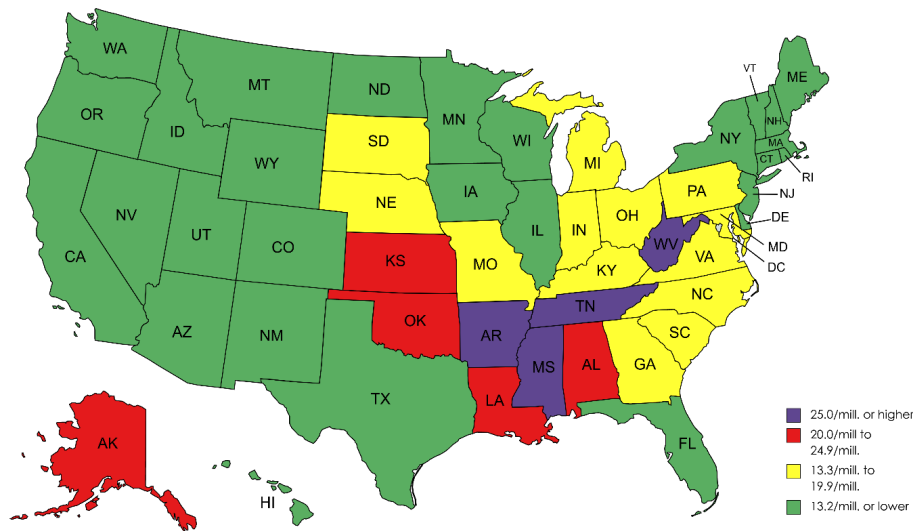 WA
MT
ND
MN
WI
MI
VT
ME
OR
ID
WY
SD
IA
NY
NH
MA
CT
RI
NJ
NV
UT
CO
NE
IL
IN
OH
PA
DE
MD
DC
CA
KS
MO
KY
WV
VA
AZ
NM
OK
AR
TN
NC
SC
TX
LA
MS
AL
GA
FL
AK
HI
25.0/mill. or higher
20.0/mill to
24.9/mill.
13.3/mill. to
19.9/mill.
13.2/mill. or lower